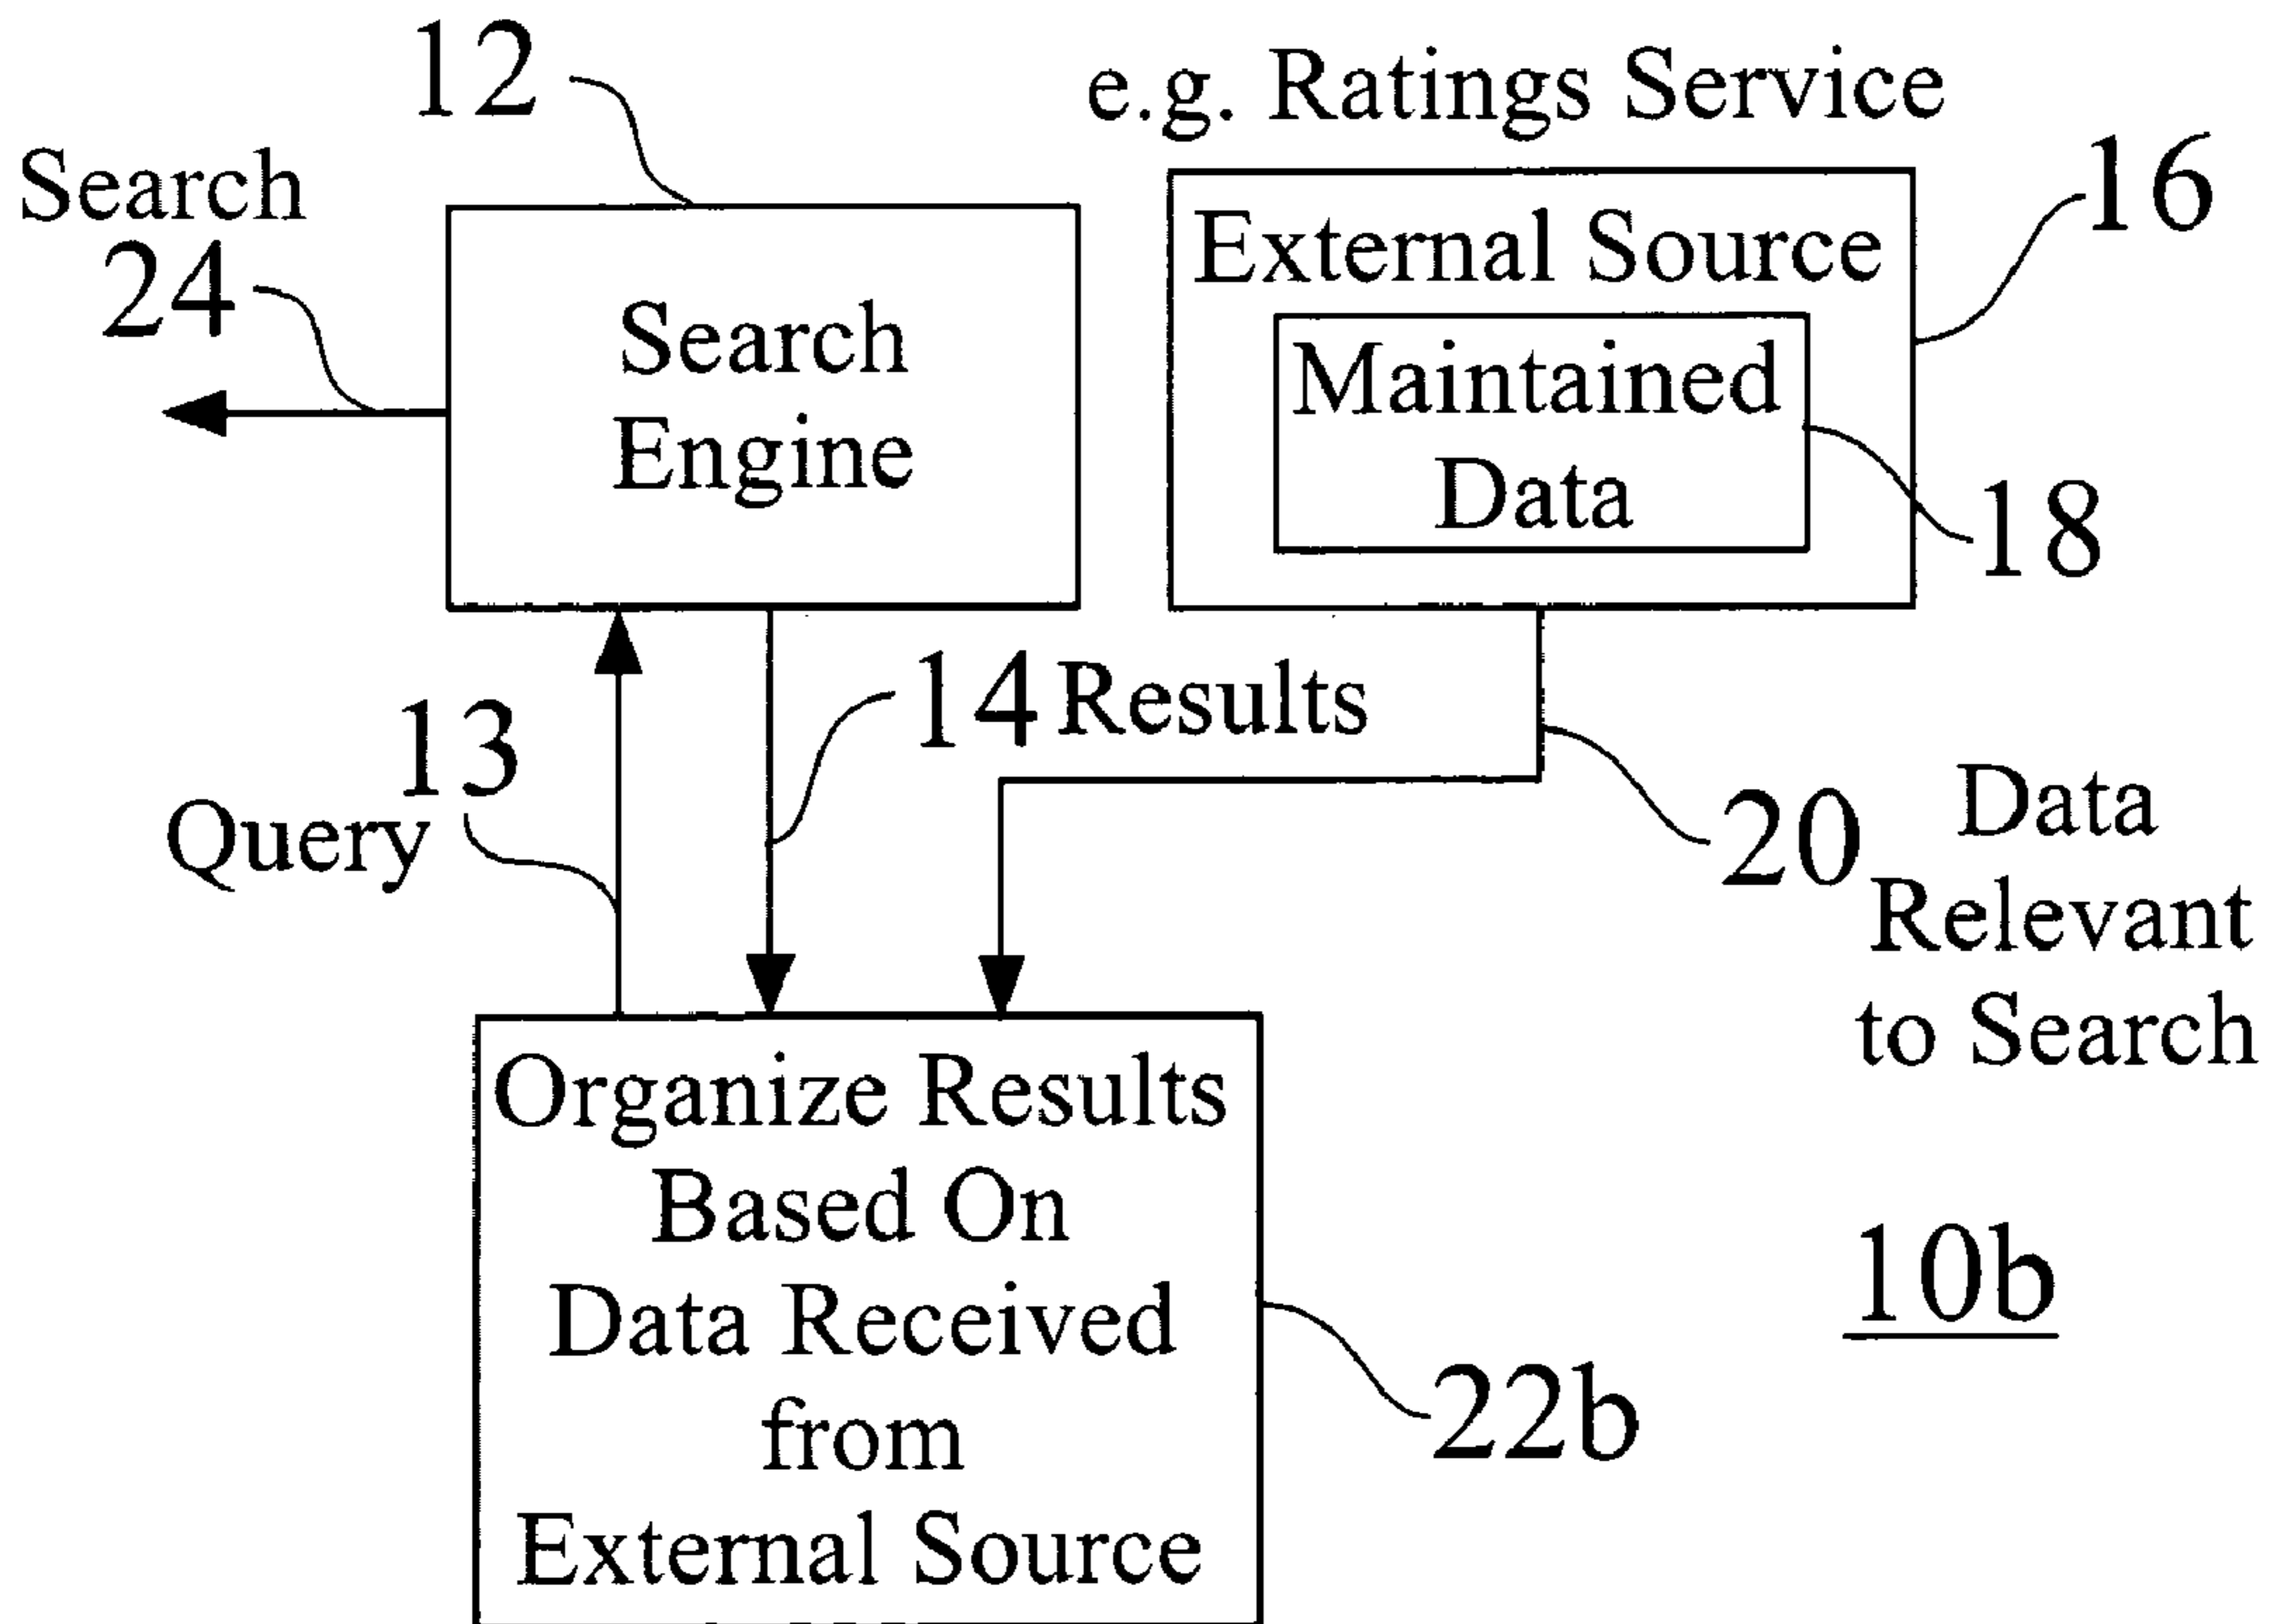 12
e.g. Ratings Service
Search
24
16
External Source
Search
Engine
Maintained
Data
18
14 Results
13
Query
20
Data
Relevant
to Search
Organize Results
Based On
Data Received
from
External Source
10b
22b